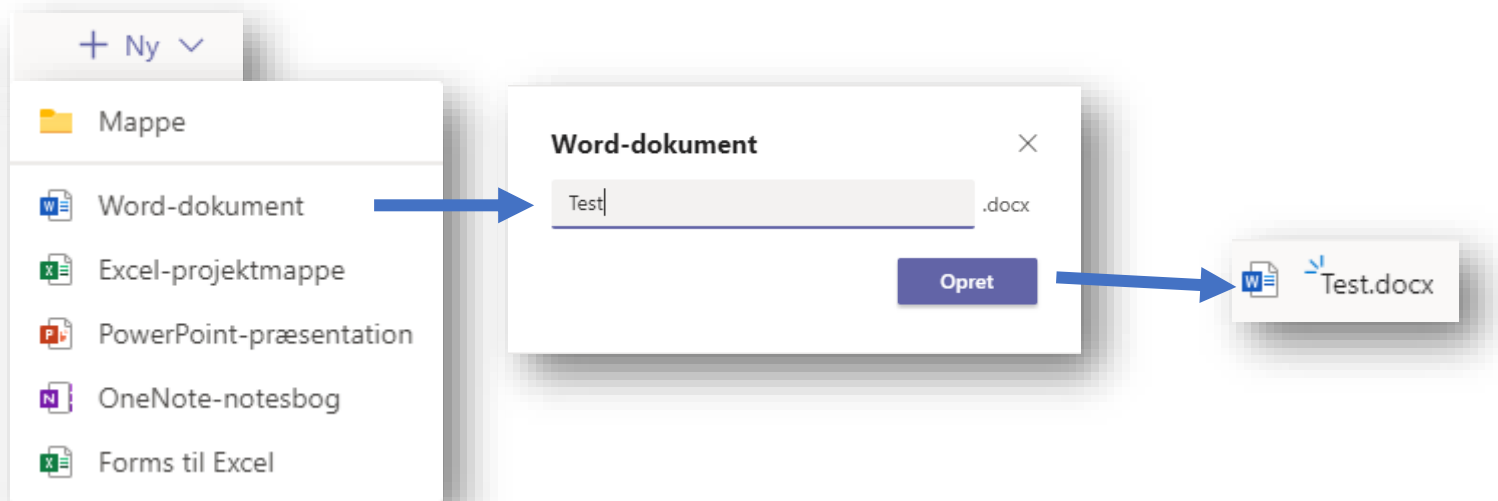 + Ny
Mappe
Word-dokument
Excel-projektmappe
PowerPoint-præsentation
OneNote-notesbog
Forms til Excel
Word-dokument
Test
.docx
Opret
Test.docx